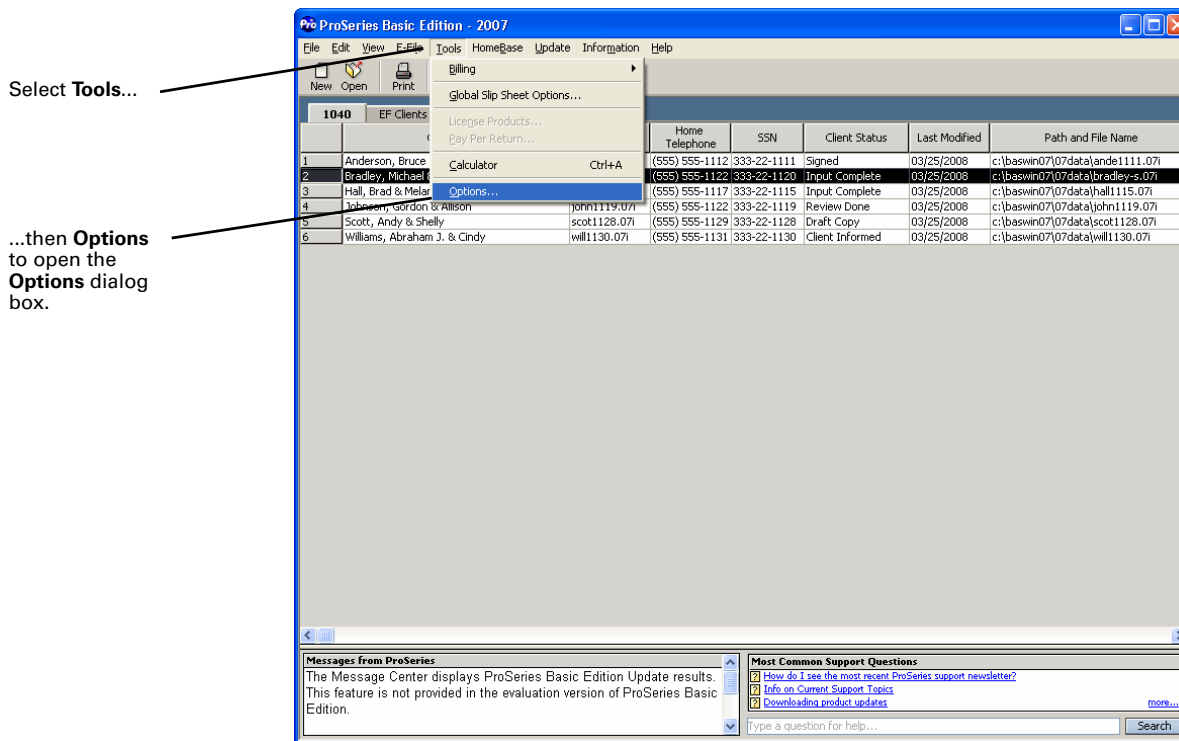 Select Tools...
...then Options
to open the
Options dialog
box.
Pro ProSeries Basic Edition - 2007
File Edit View E-File Tools HomeBase Update Information Help
New Open Print
Billing
Global Slip Sheet Options...
License Products...
Pay Per Return...
Calculator Ctrl+A
Options...
1040 EF Clients
Home Telephone SSN Client Status Last Modified Path and File Name
1 Anderson, Bruce (555) 555-1112 333-22-1111 Signed 03/25/2008 c:\baswin07\07data\ande1111.07i
2 Bradley, Michael (555) 555-1122 333-22-1120 Input Complete 03/25/2008 c:\baswin07\07data\bradley-s.07i
3 Hall, Brad & Melan (555) 555-1117 333-22-1115 Input Complete 03/25/2008 c:\baswin07\07data\hall1115.07i
4 Johnson, Gordon & Allison john1119.07i (555) 555-1122 333-22-1119 Review Done 03/25/2008 c:\baswin07\07data\john1119.07i
5 Scott, Andy & Shelly scot1128.07i (555) 555-1129 333-22-1128 Draft Copy 03/25/2008 c:\baswin07\07data\scot1128.07i
6 Williams, Abraham J. & Cindy will1130.07i (555) 555-1131 333-22-1130 Client Informed 03/25/2008 c:\baswin07\07data\will1130.07i
Messages from ProSeries
The Message Center displays ProSeries Basic Edition Update results.
This feature is not provided in the evaluation version of ProSeries Basic
Edition.
Most Common Support Questions
? How do I see the most recent ProSeries support newsletter?
? Info on Current Support Topics
? Downloading product updates more...
Type a question for help... Search